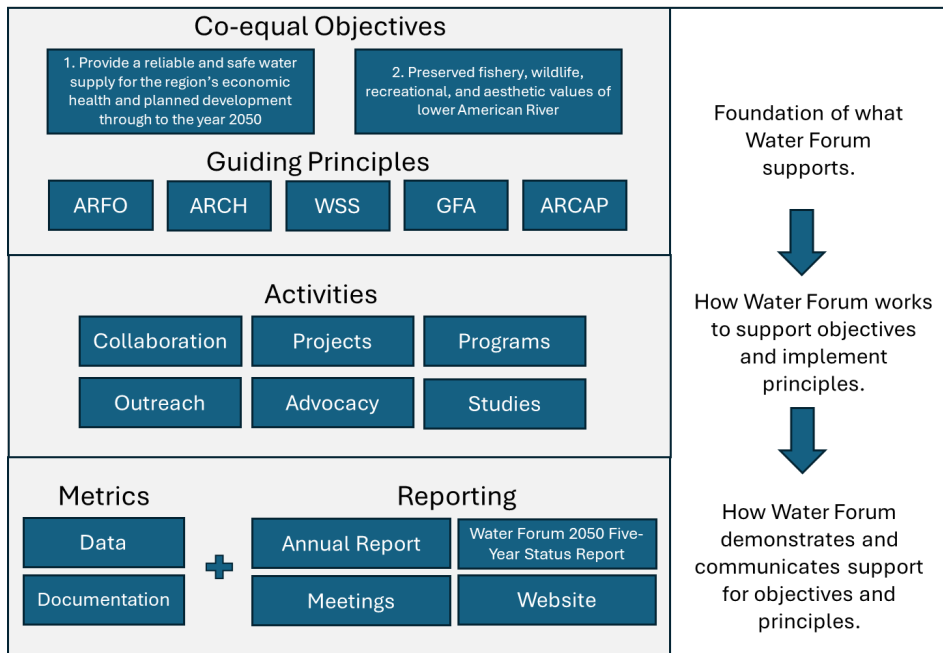 Co-equal Objectives
1. Provide a reliable and safe water
supply for the region's economic
health and planned development
through to the year 2050
2. Preserved fishery, wildlife,
recreational, and aesthetic values of
lower American River
Guiding Principles
ARFO
ARCH
WSS
GFA
ARCAP
Foundation of what
Water Forum
supports.
Activities
Collaboration
Projects
Programs
Outreach
Advocacy
Studies
How Water Forum works
to support objectives
and implement
principles.
Metrics
Data
Documentation
Reporting
Annual Report
Water Forum 2050 Five-
Year Status Report
Meetings
Website
How Water Forum
demonstrates and
communicates support
for objectives and
principles.